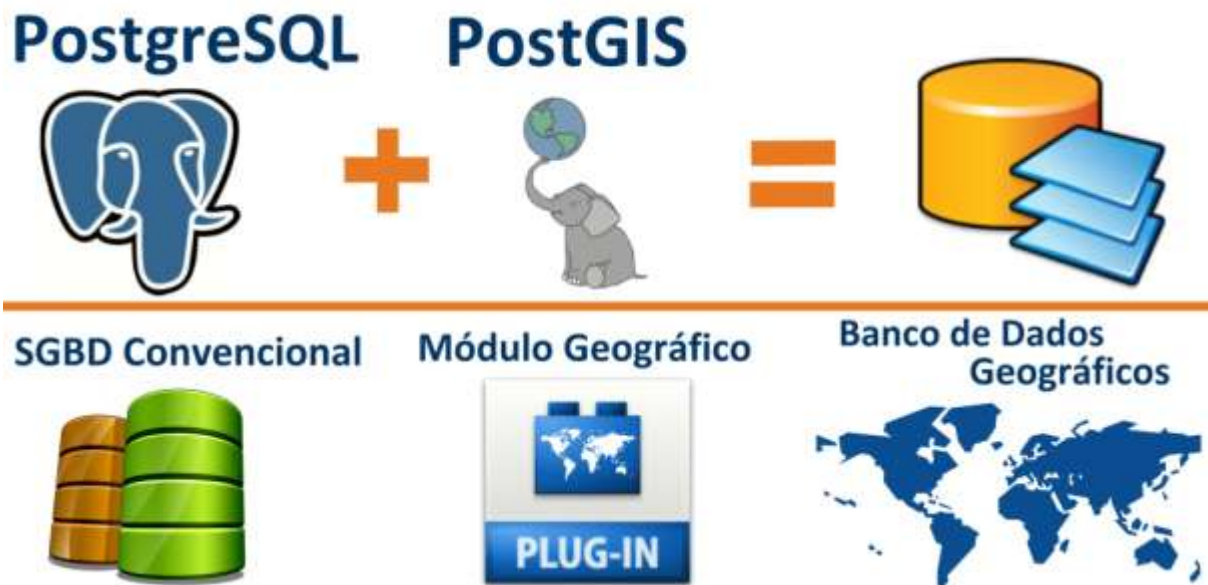 PostgreSQL
PostGIS
+
=
SGBD Convencional
Módulo Geográfico
PLUG-IN
Banco de Dados
Geográficos